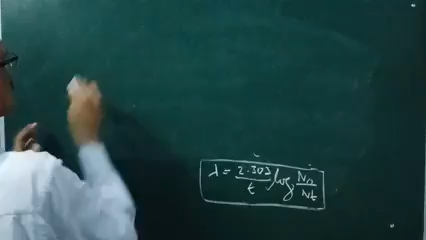 λ = 2.303/t log N₀/Nt